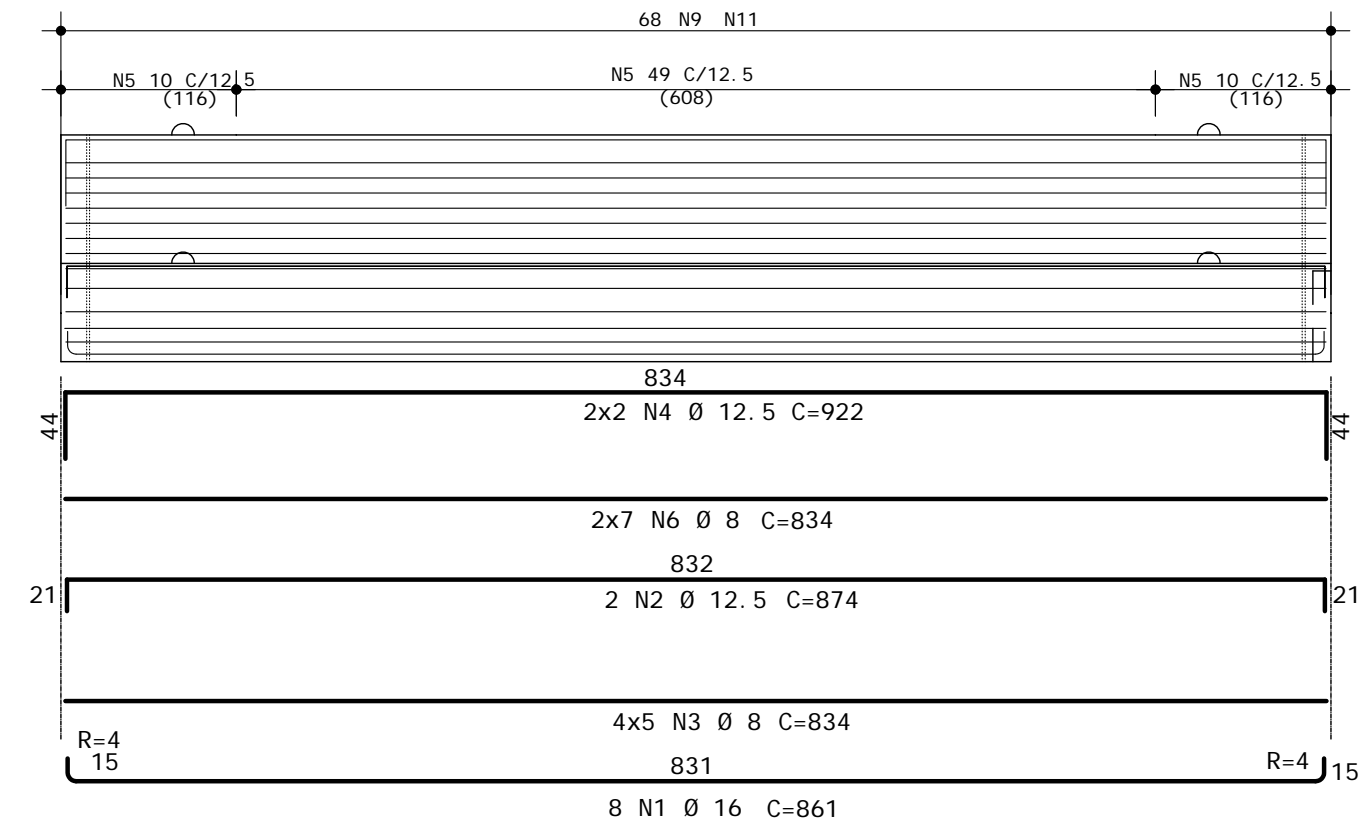 68 N9 N11
N5 10 C/12.5
(116)
N5 49 C/12.5
(608)
N5 10 C/12.5
(116)
834
44
44
2x2 N4 Ø 12.5 C=922
2x7 N6 Ø 8 C=834
832
21
21
2 N2 Ø 12.5 C=874
4x5 N3 Ø 8 C=834
R=4
15
831
R=4
15
8 N1 Ø 16 C=861